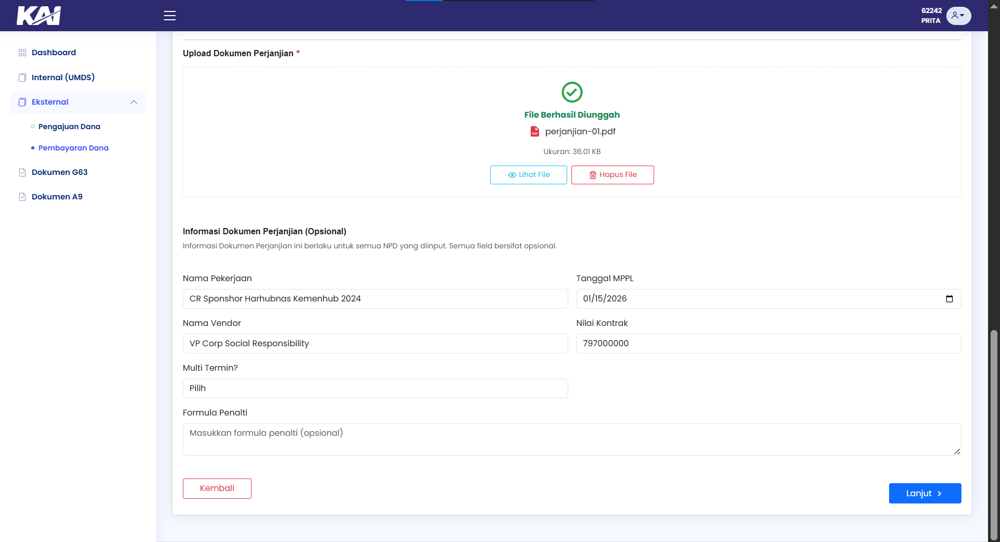 KAI
62242
PRITA
Dashboard
Internal (UMDS)
Eksternal
Pengajuan Dana
Pembayaran Dana
Dokumen G63
Dokumen A9
Upload Dokumen Perjanjian *
File Berhasil Diunggah
PDF perjanjian-01.pdf
Ukuran: 36.01 KB
Lihat File
Hapus File
Informasi Dokumen Perjanjian (Opsional)
Informasi Dokumen Perjanjian ini berlaku untuk semua NPD yang diinput. Semua field bersifat opsional.
Nama Pekerjaan
CR Sponshor Harhubnas Kemenhub 2024
Tanggal MPPL
01/15/2026
Nama Vendor
VP Corp Social Responsibility
Nilai Kontrak
797000000
Multi Termin?
Pilih
Formula Penalti
Masukkan formula penalti (opsional)
Kembali
Lanjut